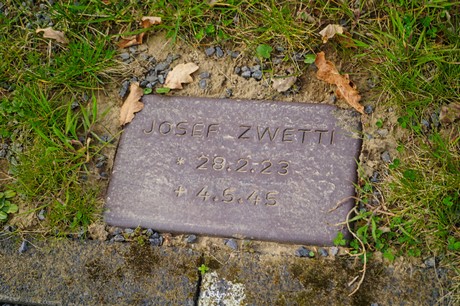 JOSEF ZWETTI
* 28.2.23
+ 4.5.45